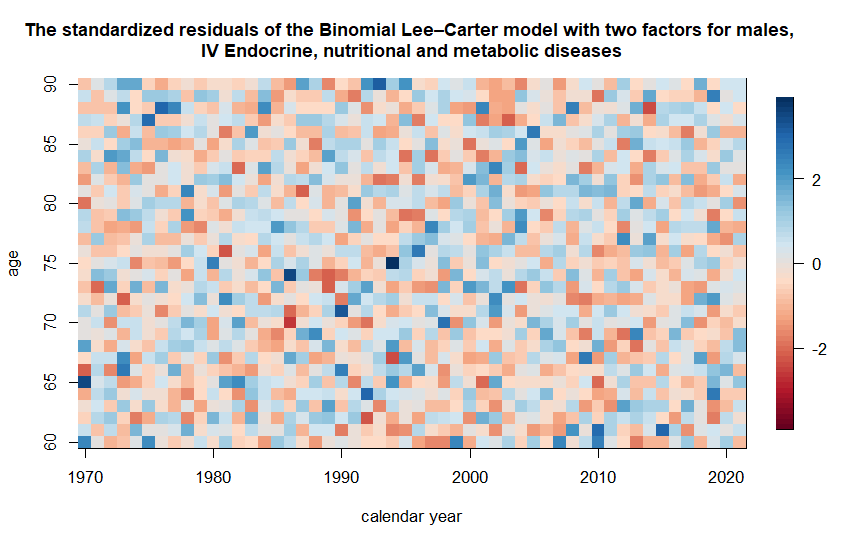 The standardized residuals of the Binomial Lee–Carter model with two factors for males,
IV Endocrine, nutritional and metabolic diseases
90
85
80
75
70
65
60
age
1970 1980 1990 2000 2010 2020
calendar year
2
0
-2